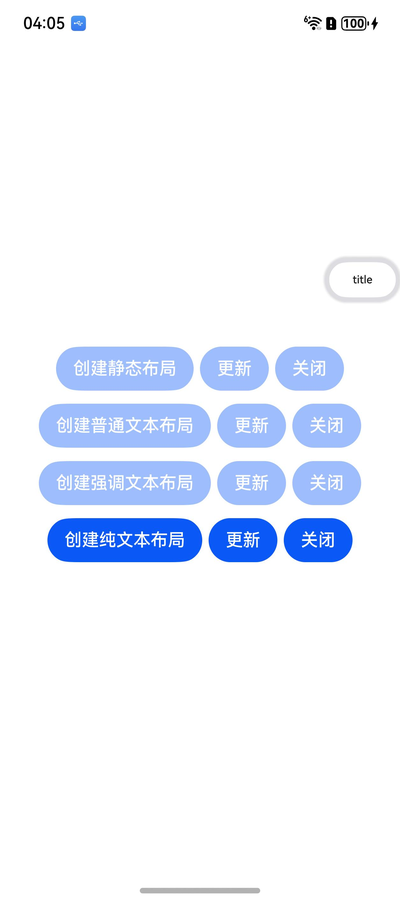 04:05 6 100
title
创建静态布局 更新 关闭
创建普通文本布局 更新 关闭
创建强调文本布局 更新 关闭
创建纯文本布局 更新 关闭